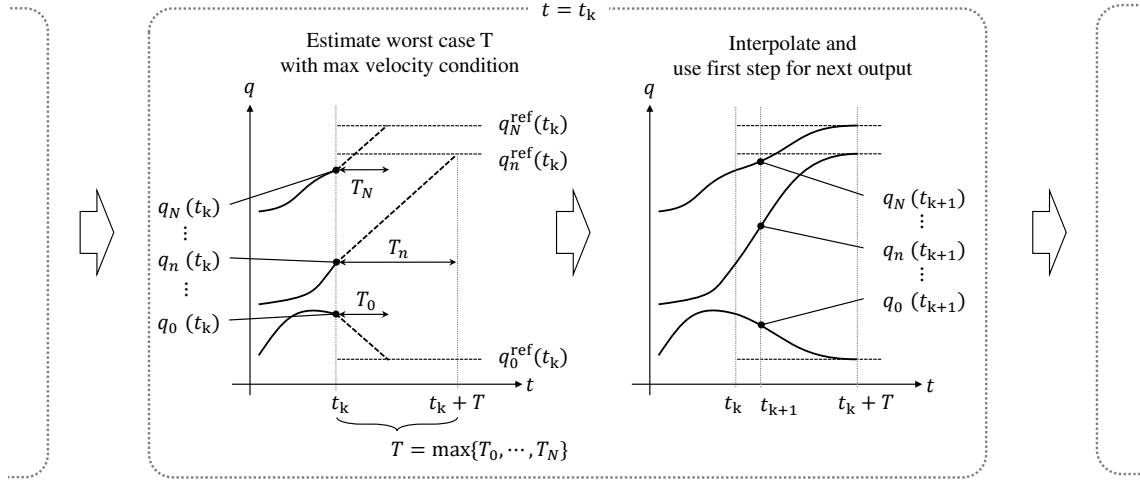 t = t_k
Estimate worst case T
with max velocity condition
q
q_N^ref(t_k)
q_n^ref(t_k)
T_N
q_N (t_k)
⋮
q_n (t_k)
T_n
⋮
T_0
q_0 (t_k)
q_0^ref(t_k)
t
t_k
t_k + T
T = max{T_0, ⋯, T_N}
Interpolate and
use first step for next output
q
q_N (t_k+1)
⋮
q_n (t_k+1)
⋮
q_0 (t_k+1)
t
t_k
t_k+1
t_k + T